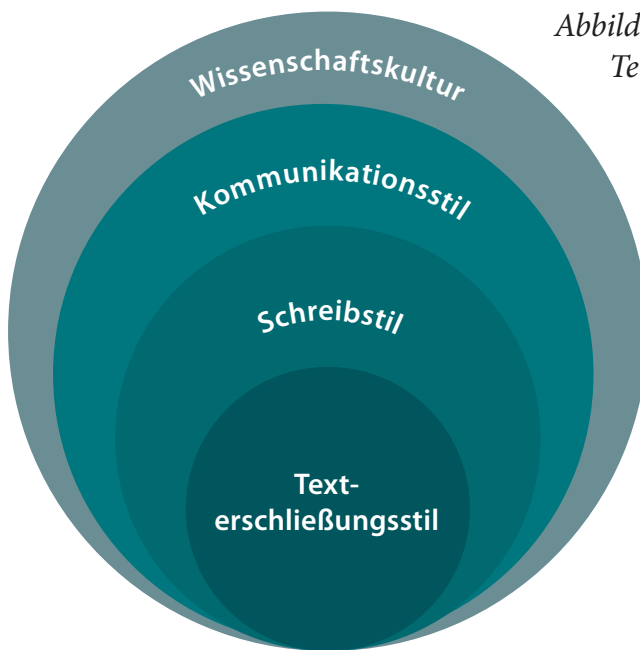 Abbild
Te
Wissenschaftskultur
Kommunikationsstil
Schreibstil
Text-
erschließungsstil